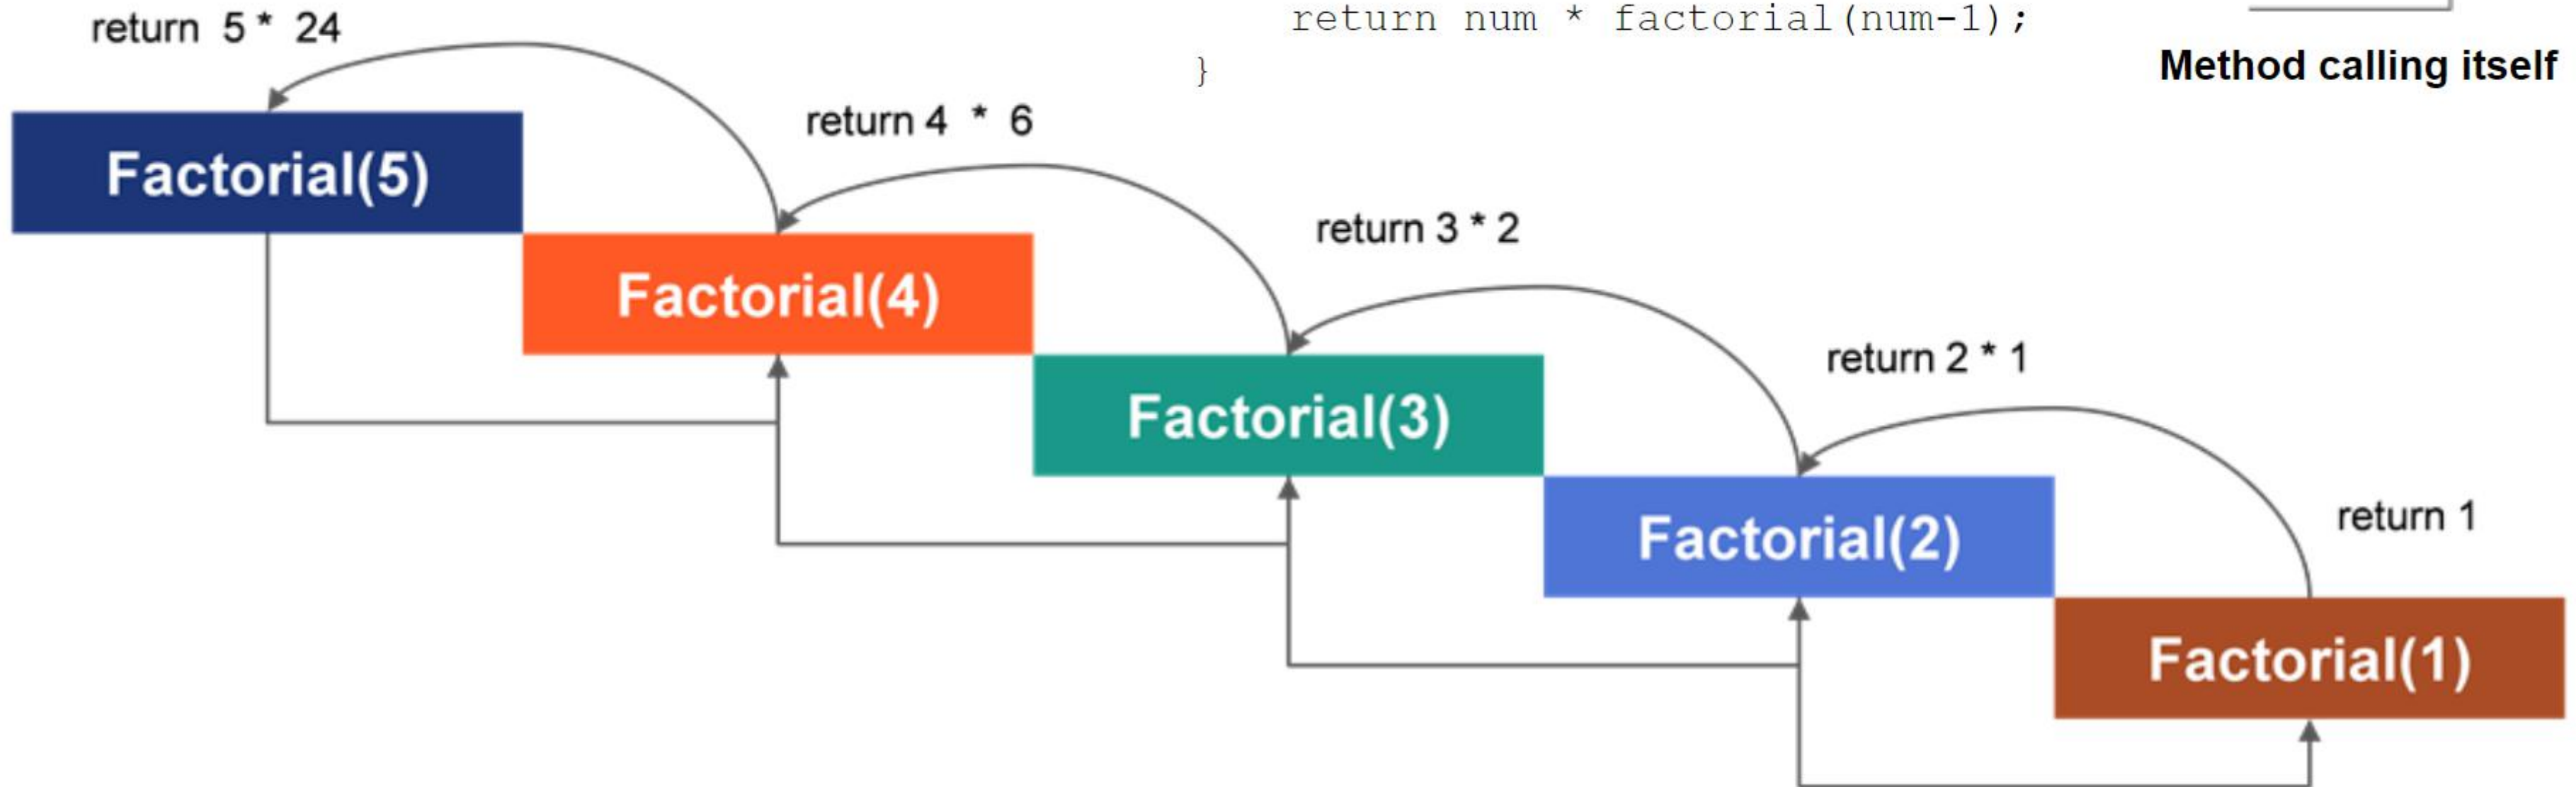 return 5 * 24
return num * factorial(num-1);
}
Method calling itself
return 4 * 6
Factorial(5)
return 3 * 2
Factorial(4)
return 2 * 1
Factorial(3)
return 1
Factorial(2)
Factorial(1)